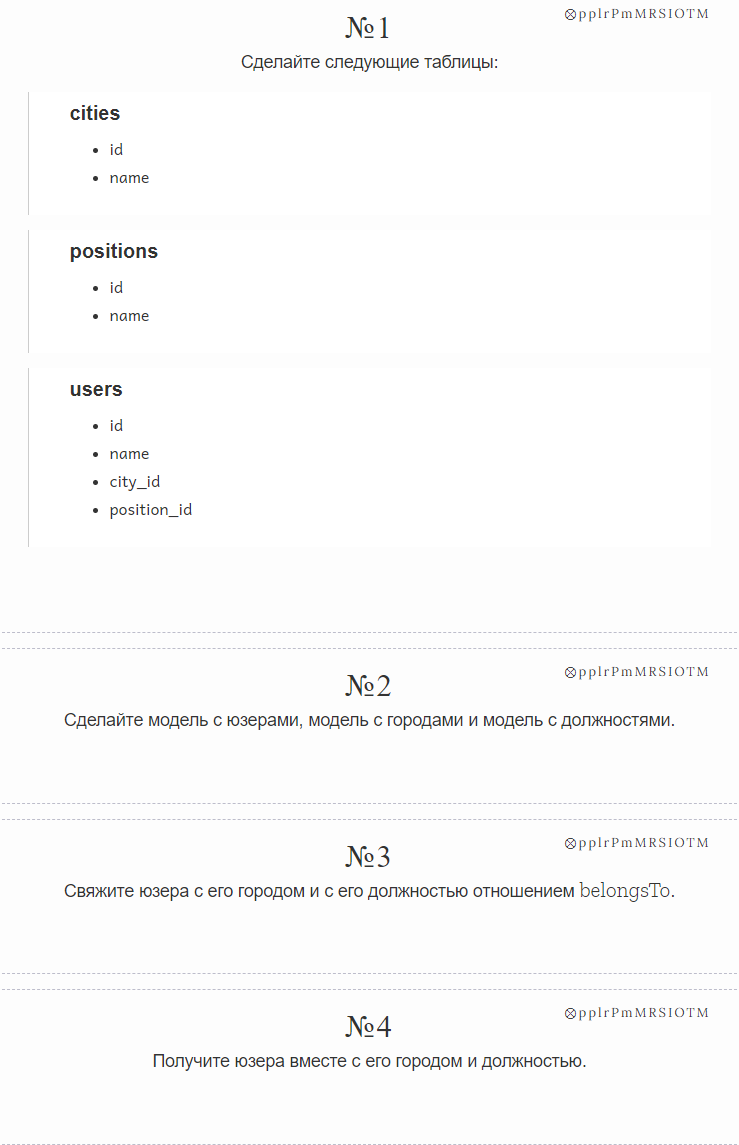 ⊗pplrPmMRSIOTM
№1
Сделайте следующие таблицы:
cities
• id
• name
positions
• id
• name
users
• id
• name
• city_id
• position_id
⊗pplrPmMRSIOTM
№2
Сделайте модель с юзерами, модель с городами и модель с должностями.
⊗pplrPmMRSIOTM
№3
Свяжите юзера с его городом и с его должностью отношением belongsTo.
⊗pplrPmMRSIOTM
№4
Получите юзера вместе с его городом и должностью.